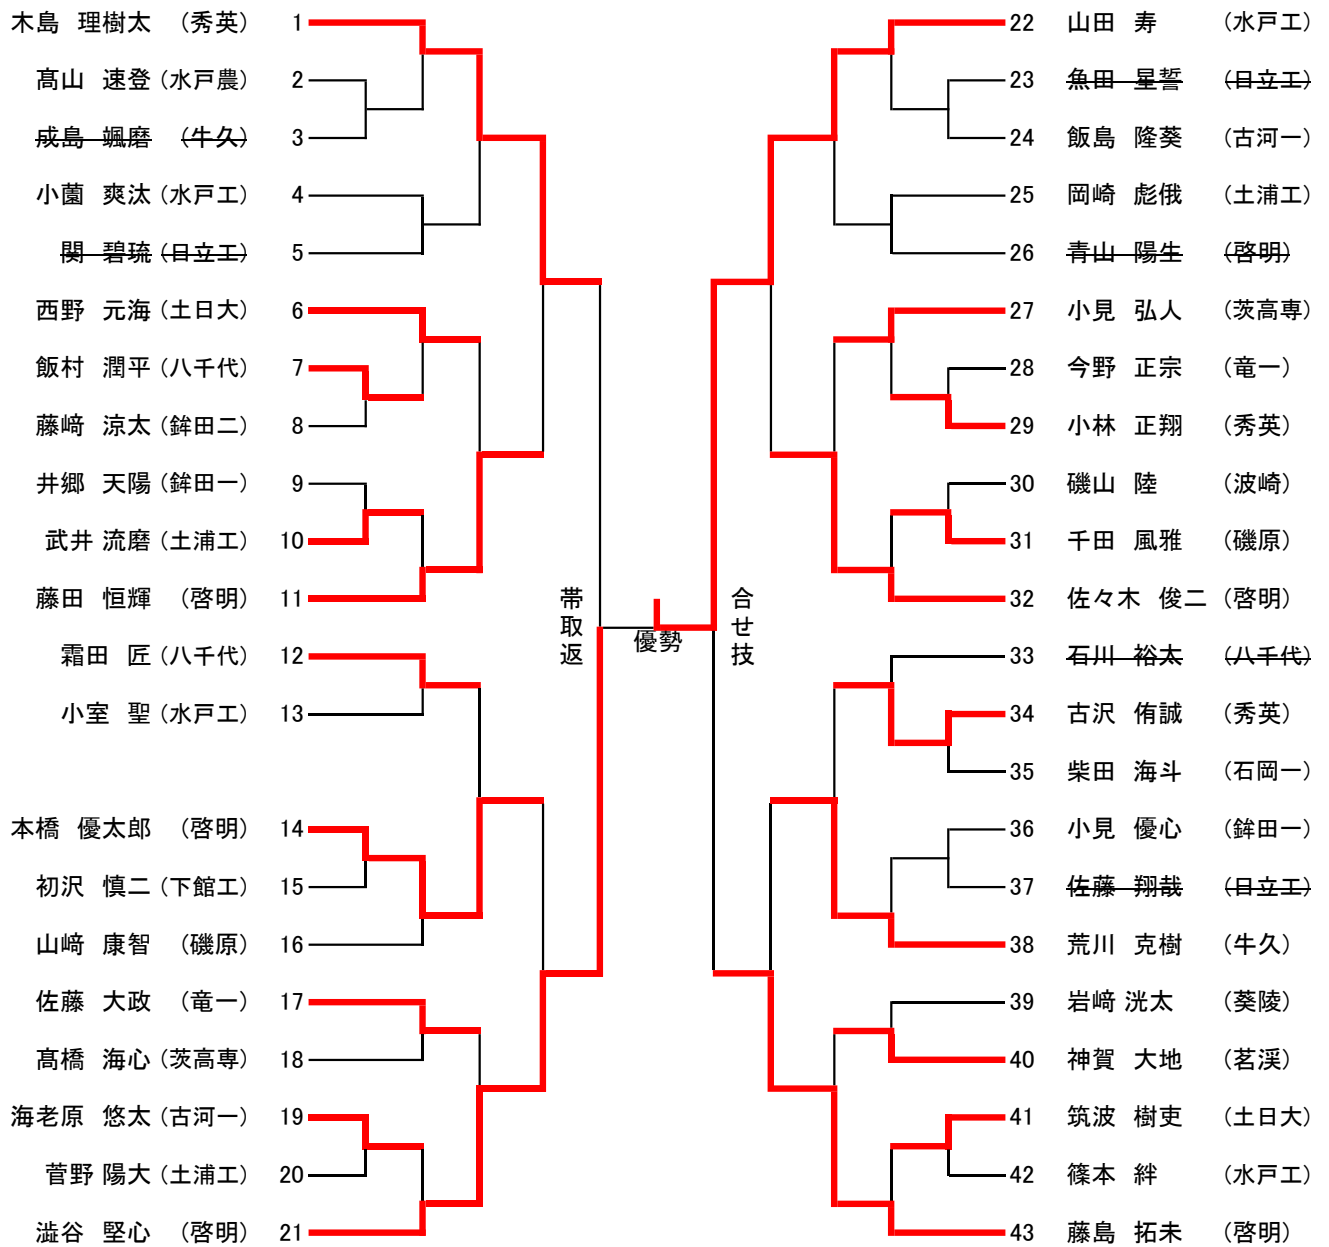 木島 理樹太 （秀英） 1
髙山 速登（水戸農） 2
成島 颯磨 （牛久） 3
小薗 爽汰（水戸工） 4
関 碧琉（日立工） 5
西野 元海（土日大） 6
飯村 潤平（八千代） 7
藤﨑 涼太（鉾田二） 8
井郷 天陽（鉾田一） 9
武井 流磨（土浦工） 10
藤田 恒輝 （啓明） 11
霜田 匠（八千代） 12
小室 聖（水戸工） 13
本橋 優太郎 （啓明） 14
初沢 慎二（下館工） 15
山﨑 康智 （磯原） 16
佐藤 大政 （竜一） 17
髙橋 海心（茨高専） 18
海老原 悠太（古河一） 19
菅野 陽大（土浦工） 20
澁谷 堅心 （啓明） 21
帯取返
優勢
合せ技
22 山田 寿 （水戸工）
23 魚田 星誓 （日立工）
24 飯島 隆葵 （古河一）
25 岡崎 彪俄 （土浦工）
26 青山 陽生 （啓明）
27 小見 弘人 （茨高専）
28 今野 正宗 （竜一）
29 小林 正翔 （秀英）
30 磯山 陸 （波崎）
31 千田 風雅 （磯原）
32 佐々木 俊二 （啓明）
33 石川 裕太 （八千代）
34 古沢 侑誠 （秀英）
35 柴田 海斗 （石岡一）
36 小見 優心 （鉾田一）
37 佐藤 翔哉 （日立工）
38 荒川 克樹 （牛久）
39 岩﨑 洸太 （葵陵）
40 神賀 大地 （茗渓）
41 筑波 樹吏 （土日大）
42 篠本 絆 （水戸工）
43 藤島 拓未 （啓明）